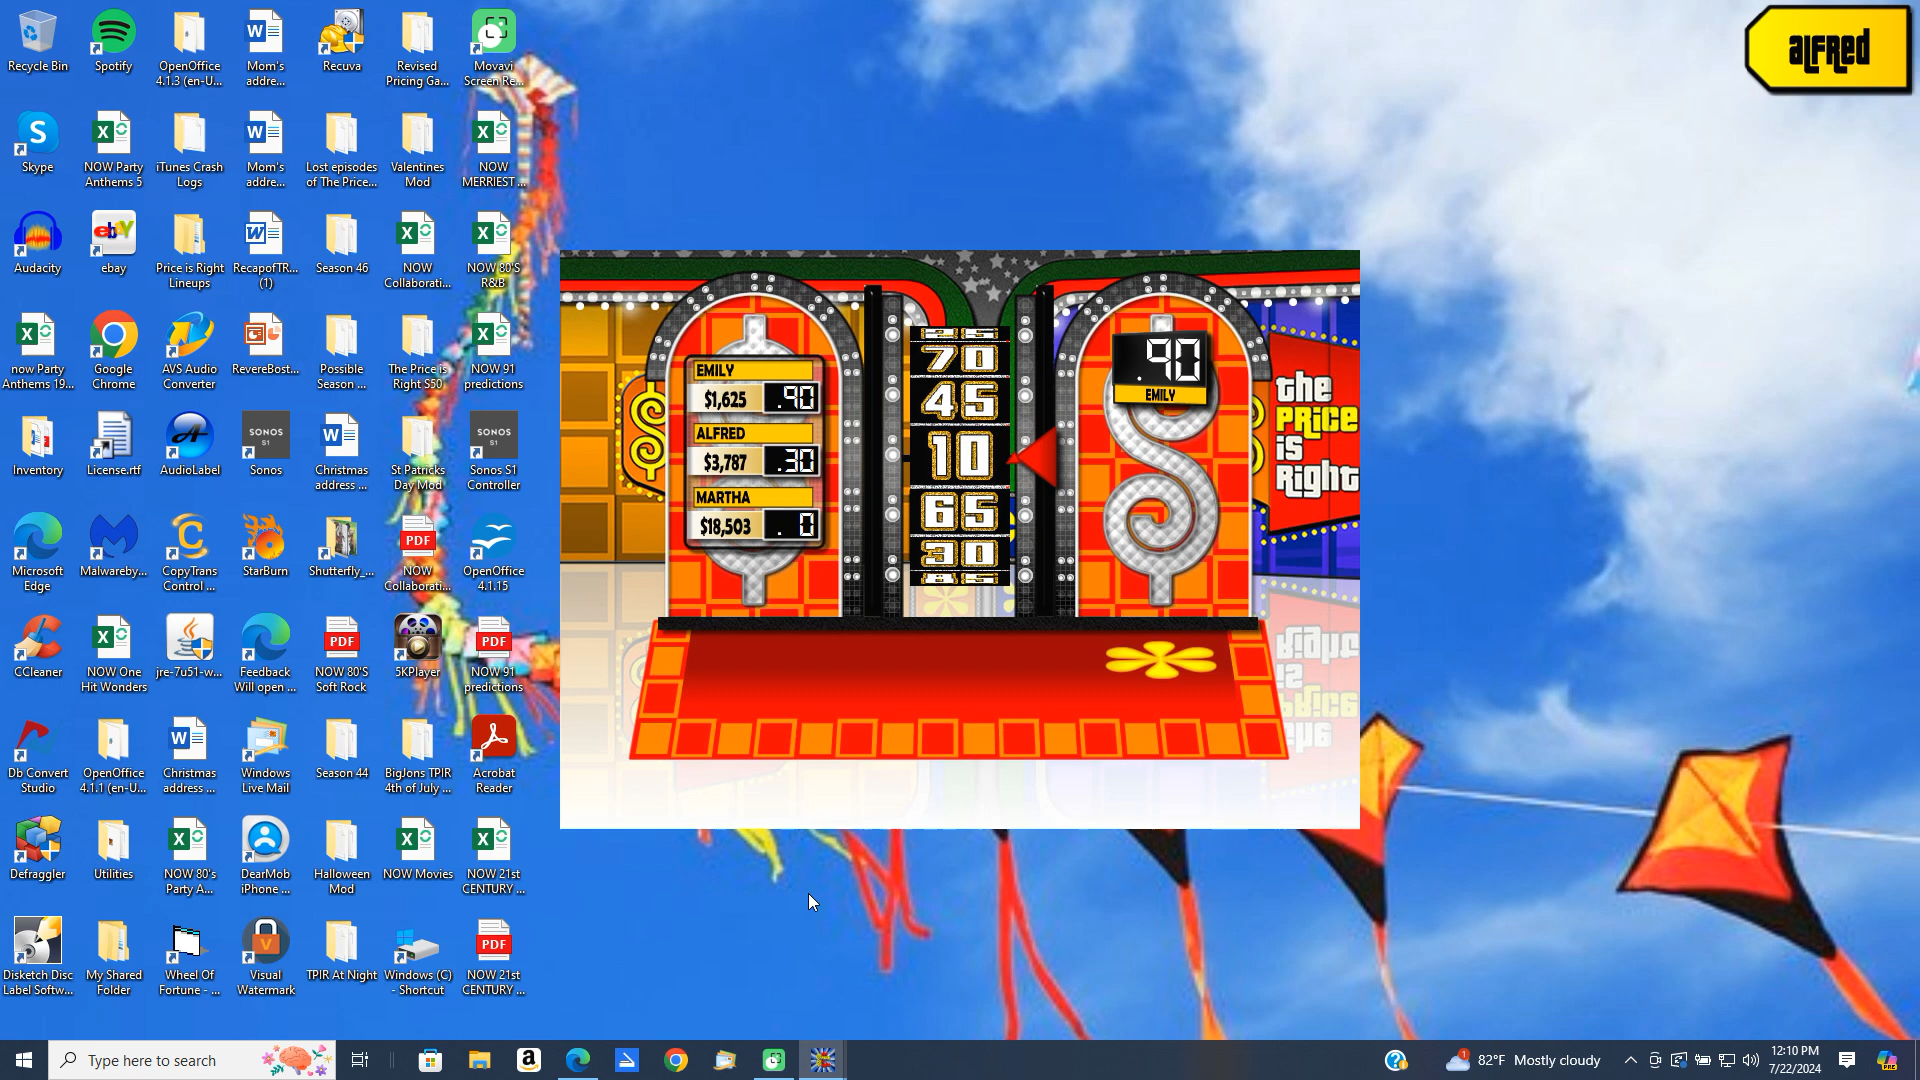 Recycle Bin
Spotify
OpenOffice
4.1.3 (en-U...
Mom's
addre...
Recuva
Revised
Pricing Ga...
Movavi
Screen Re...
Skype
NOW Party
Anthems 5
iTunes Crash
Logs
Mom's
addre...
Lost episodes
of The Price...
Valentines
Mod
NOW
MERRIEST ...
Audacity
ebay
Price is Right
Lineups
RecapofTR...
(1)
Season 46
NOW
Collaborati...
NOW 80'S
R&B
now Party
Anthems 19...
Google
Chrome
AVS Audio
Converter
RevereBost...
Possible
Season ...
The Price is
Right S50
NOW 91
predictions
Inventory
License.rtf
AudioLabel
SONOS
S1
Sonos
Christmas
address ...
St Patricks
Day Mod
SONOS
S1
Sonos S1
Controller
Microsoft
Edge
Malwareby...
CopyTrans
Control ...
StarBurn
Shutterfly_...
PDF
NOW
Collaborati...
OpenOffice
4.1.15
CCleaner
NOW One
Hit Wonders
jre-7u51-w...
Feedback
Will open ...
PDF
NOW 80'S
Soft Rock
5KPlayer
PDF
NOW 91
predictions
Db Convert
Studio
OpenOffice
4.1.1 (en-U...
Christmas
address ...
Windows
Live Mail
Season 44
BigJons TPIR
4th of July ...
Acrobat
Reader
Defraggler
Utilities
NOW 80's
Party A...
DearMob
iPhone ...
Halloween
Mod
NOW Movies
NOW 21st
CENTURY ...
Disketch Disc
Label Softw...
My Shared
Folder
Wheel Of
Fortune - ...
Visual
Watermark
TPIR At Night
Windows (C)
- Shortcut
PDF
NOW 21st
CENTURY ...
ALFRED
EMILY
$1,625 .90
ALFRED
$3,787 .30
MARTHA
$18,503 . 0
70
45
10
65
30
.90
EMILY
the
PRICE
is
Right
Type here to search
82°F Mostly cloudy
12:10 PM
7/22/2024